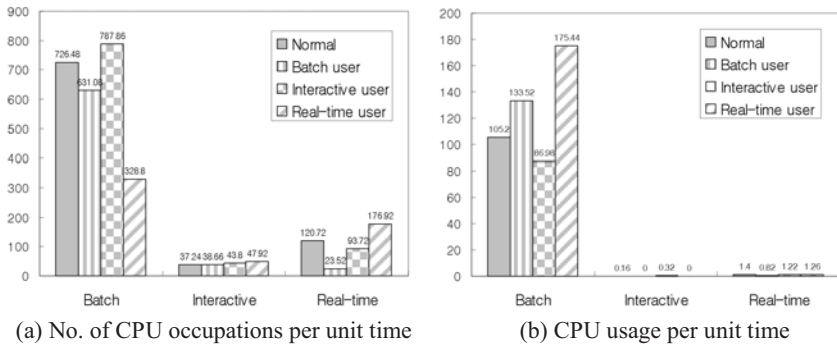 900
800
700
600
500
400
300
200
100
0
726.48
631.08
787.86
328.8
37.24 38.66 43.8 47.92
120.72
23.52
93.72
176.92
Normal
Batch user
Interactive user
Real-time user
Batch Interactive Real-time
(a) No. of CPU occupations per unit time
200
180
160
140
120
100
80
60
40
20
0
105.2
133.52
86.98
175.44
0.16 0 0.32 0
1.4 0.82 1.22 1.26
Normal
Batch user
Interactive user
Real-time user
Batch Interactive Real-time
(b) CPU usage per unit time